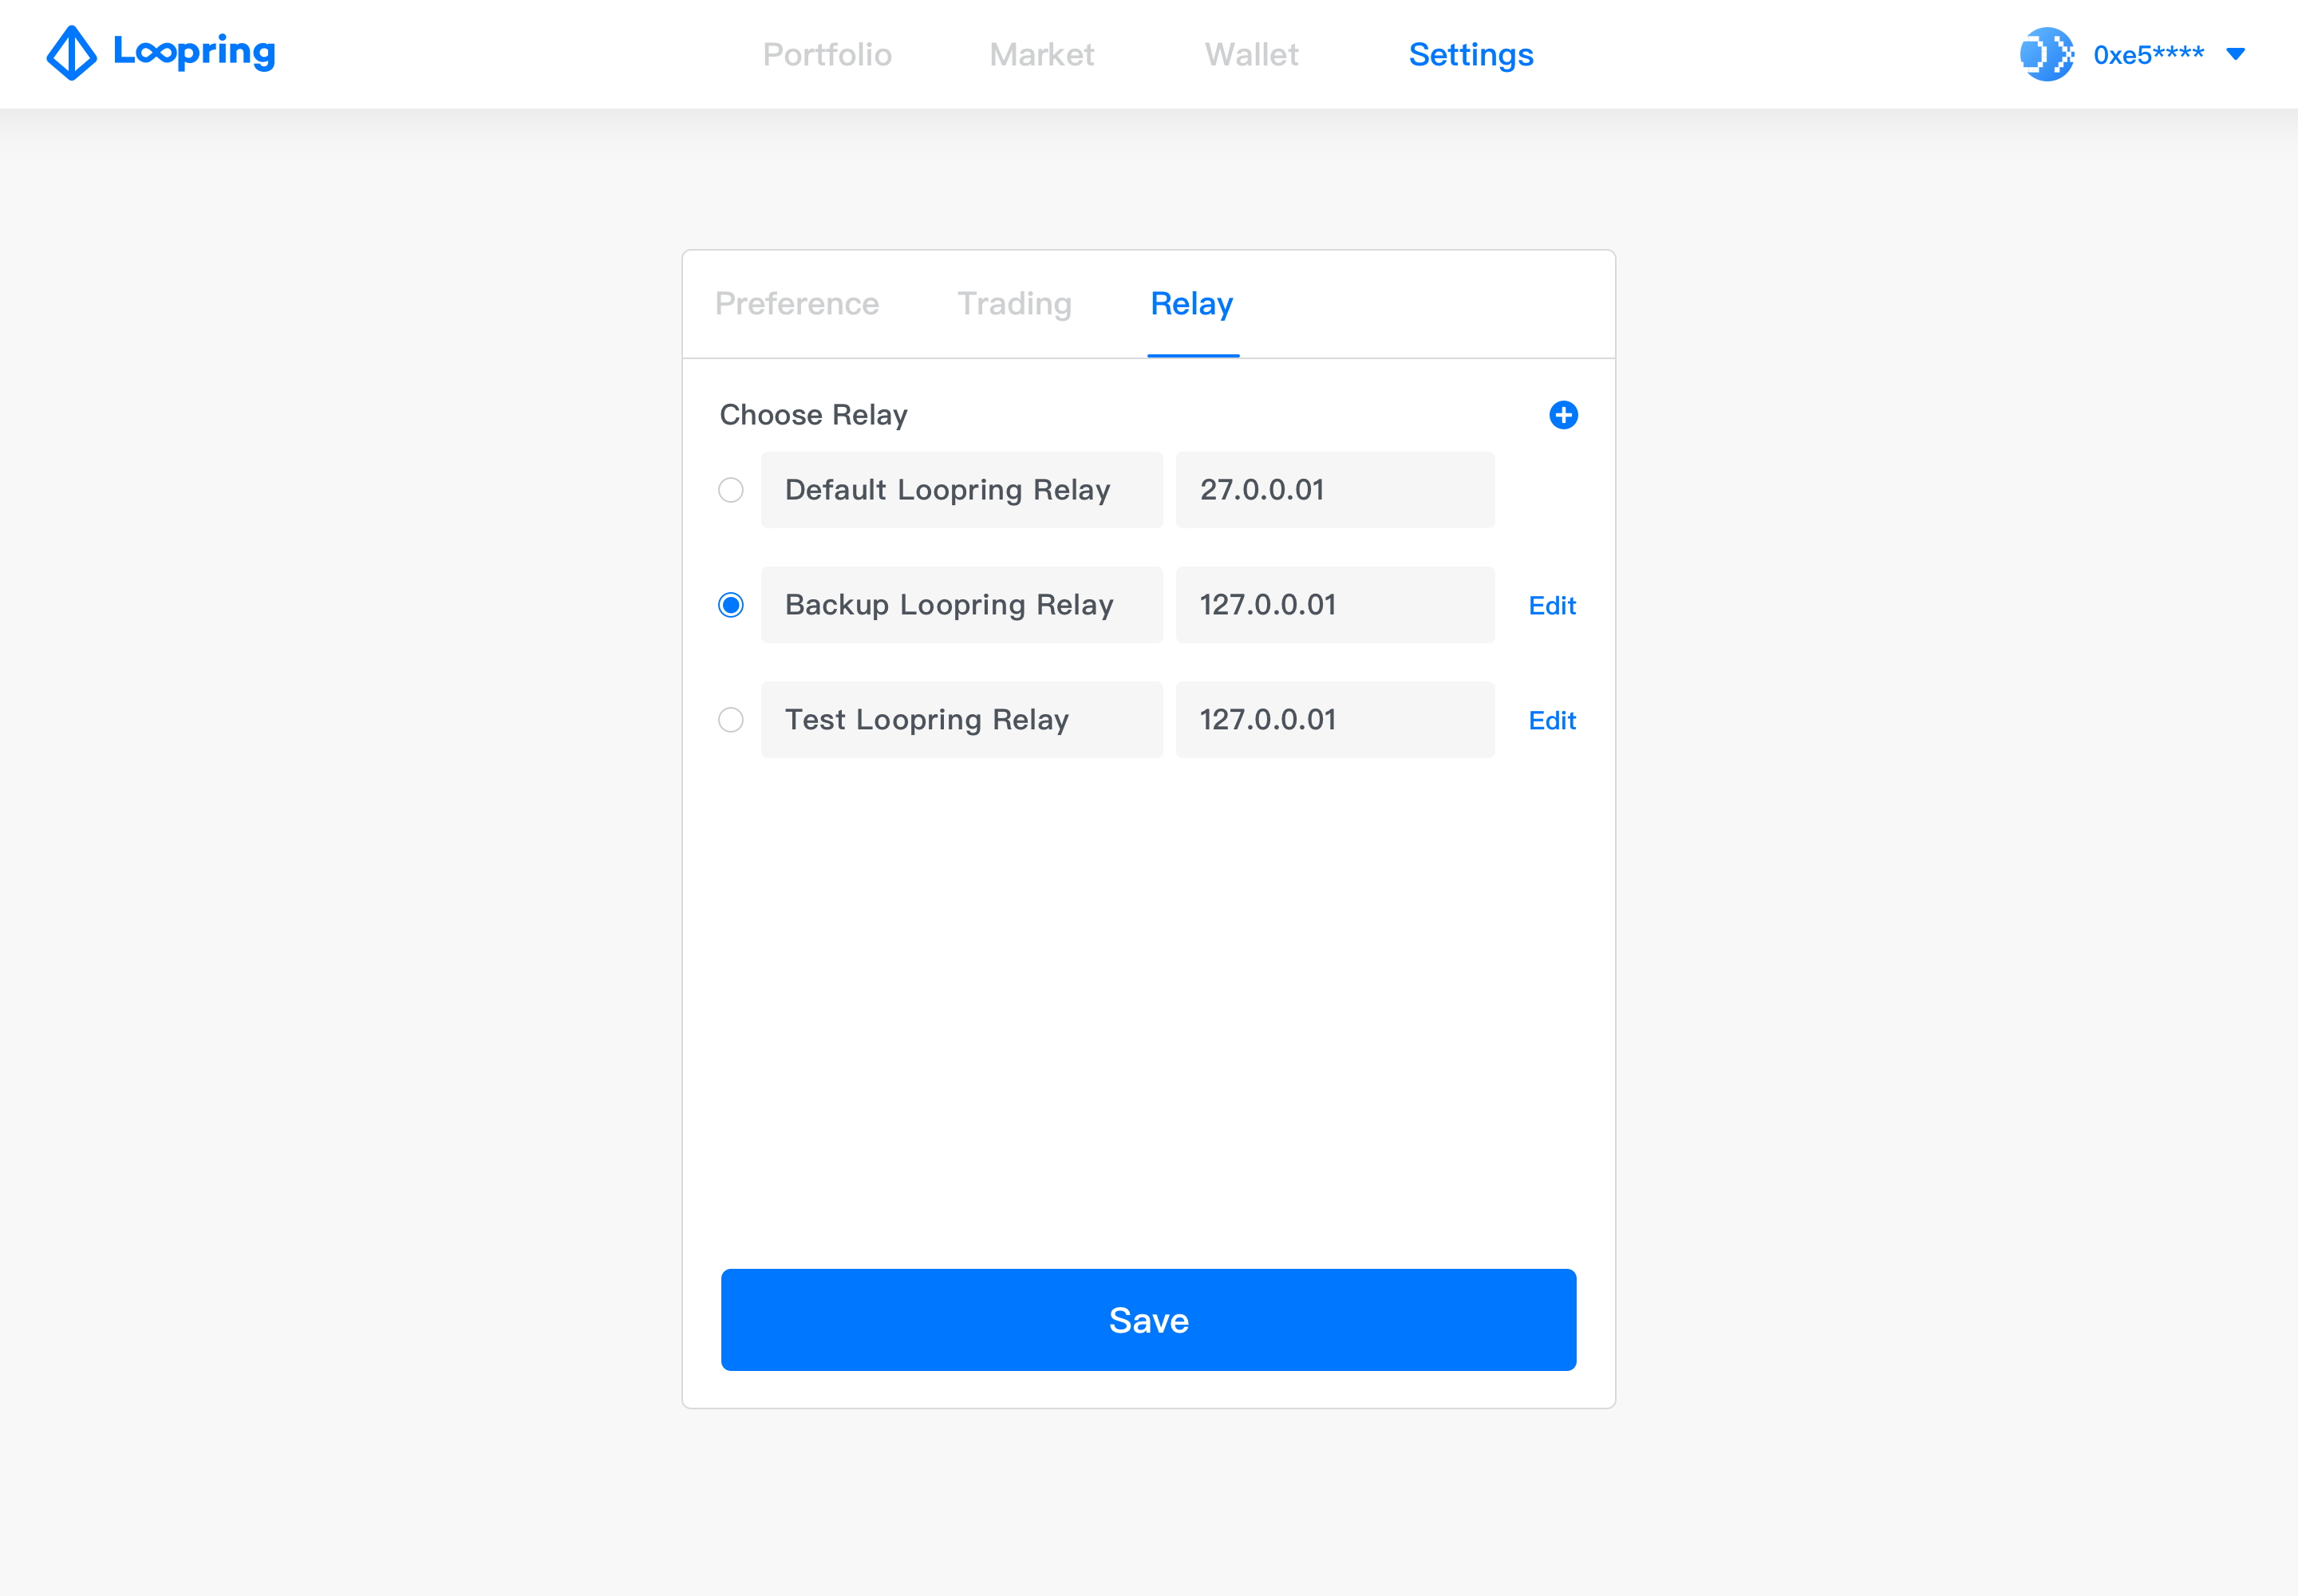 Loopring
Portfolio
Market
Wallet
Settings
0xe5****
Preference
Trading
Relay
Choose Relay
Default Loopring Relay
27.0.0.01
Backup Loopring Relay
127.0.0.01
Edit
Test Loopring Relay
127.0.0.01
Edit
Save